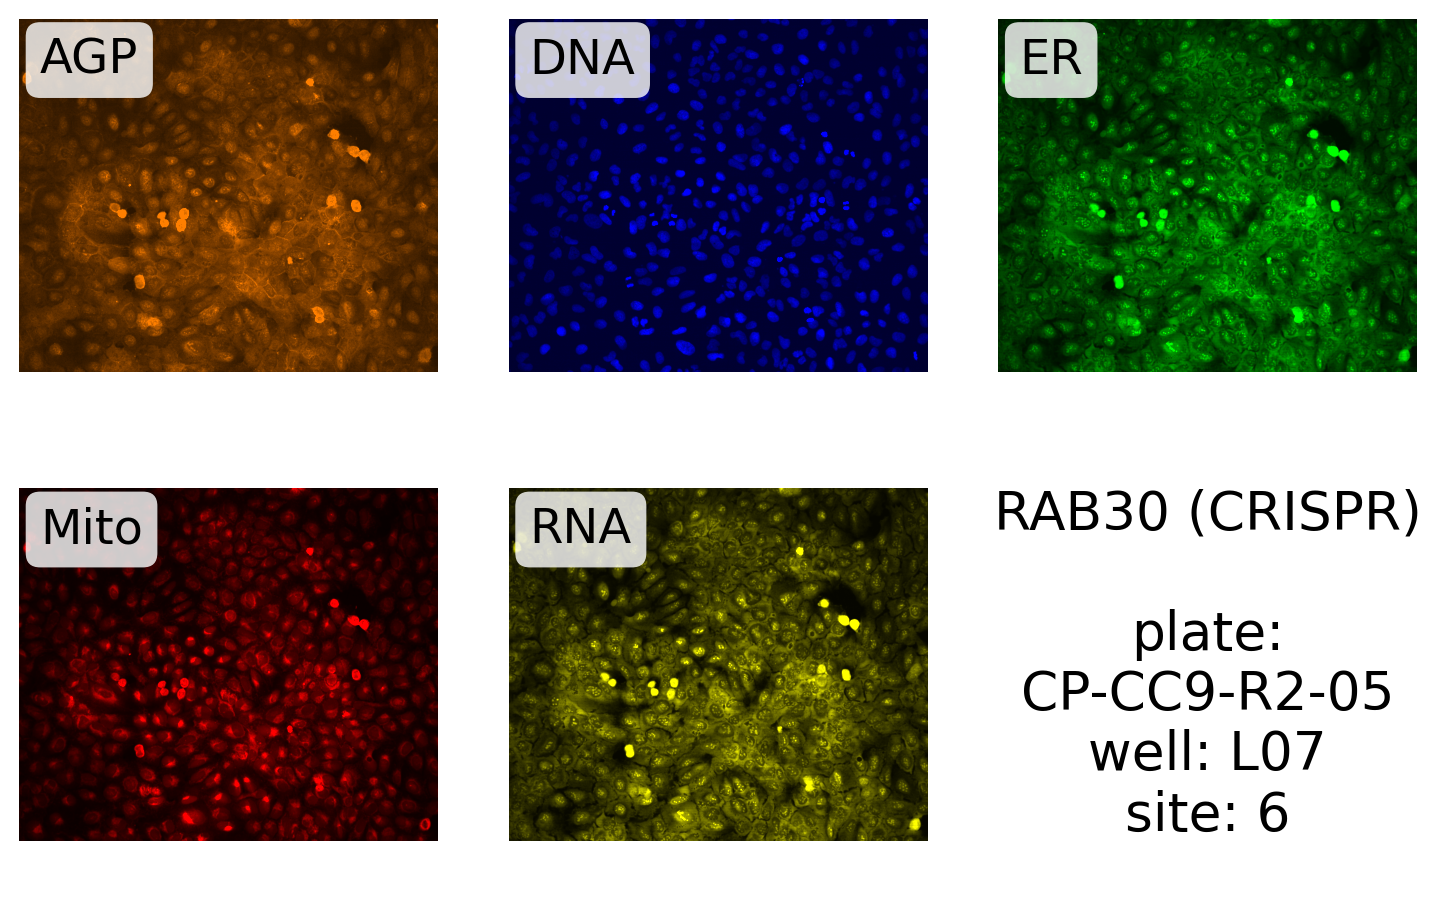 AGP
DNA
ER
Mito
RNA
RAB30 (CRISPR)
plate:
CP-CC9-R2-05
well: L07
site: 6